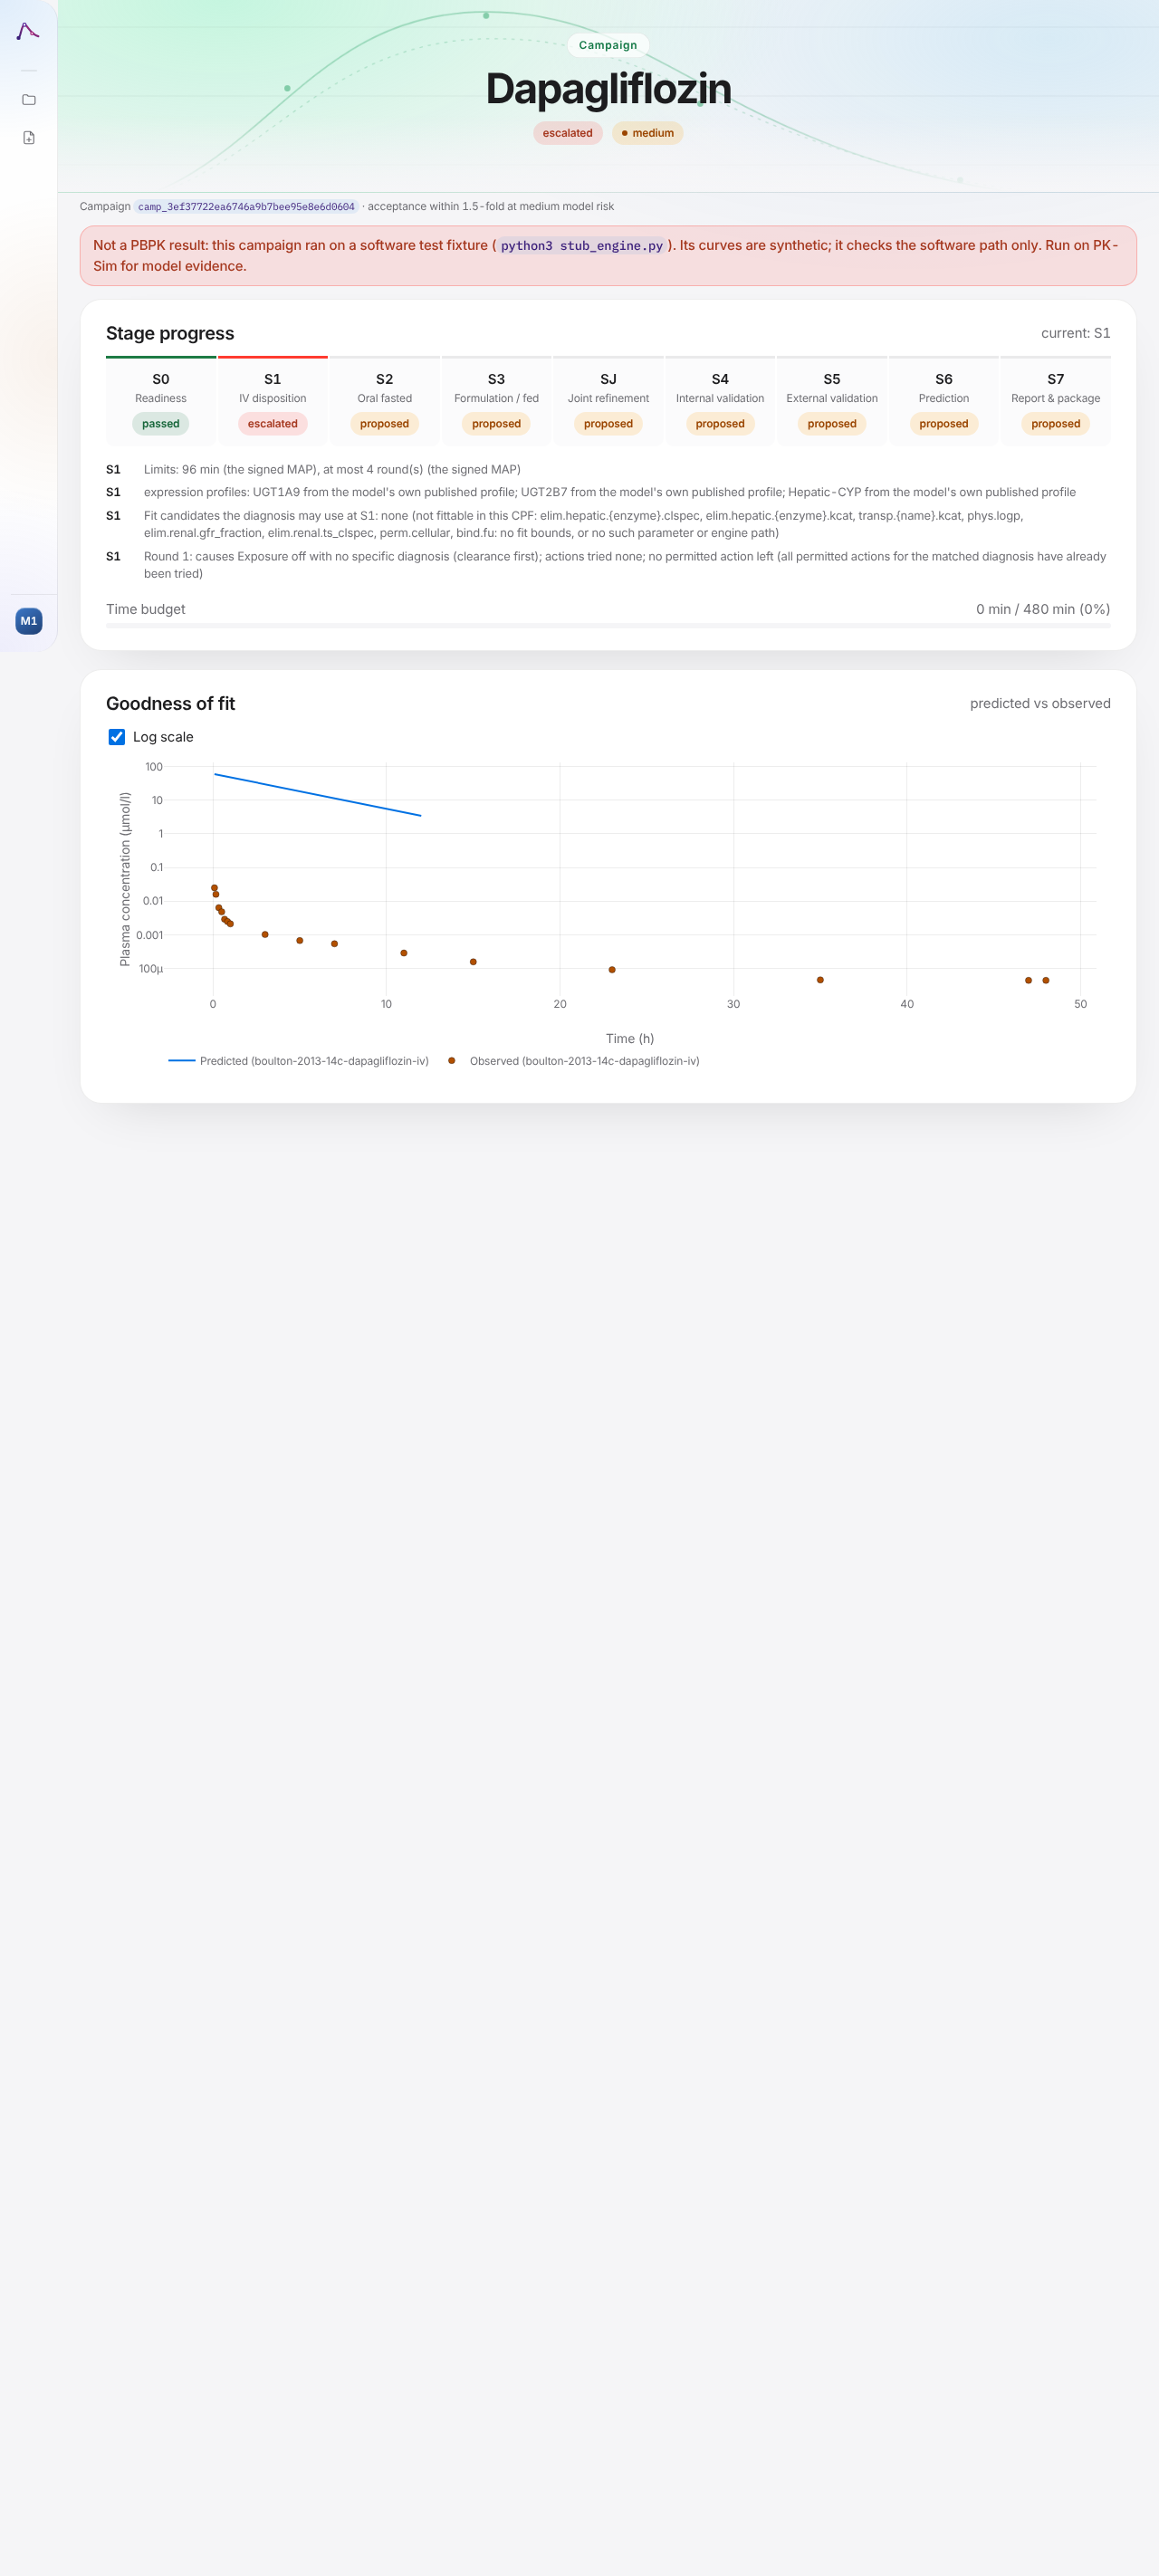 Campaign
Dapagliflozin
escalated
medium
Campaign camp_3ef37722ea6746a9b7bee95e8e6d0604 · acceptance within 1.5-fold at medium model risk
Not a PBPK result: this campaign ran on a software test fixture ( python3 stub_engine.py ). Its curves are synthetic; it checks the software path only. Run on PK-
Sim for model evidence.
Stage progress
current: S1
S0 S1 S2 S3 SJ S4 S5 S6 S7
Readiness IV disposition Oral fasted Formulation / fed Joint refinement Internal validation External validation Prediction Report & package
passed escalated proposed proposed proposed proposed proposed proposed proposed
S1 Limits: 96 min (the signed MAP), at most 4 round(s) (the signed MAP)
S1 expression profiles: UGT1A9 from the model's own published profile; UGT2B7 from the model's own published profile; Hepatic-CYP from the model's own published profile
S1 Fit candidates the diagnosis may use at S1: none (not fittable in this CPF: elim.hepatic.{enzyme}.clspec, elim.hepatic.{enzyme}.kcat, transp.{name}.kcat, phys.logp,
elim.renal.gfr_fraction, elim.renal.ts_clspec, perm.cellular, bind.fu: no fit bounds, or no such parameter or engine path)
S1 Round 1: causes Exposure off with no specific diagnosis (clearance first); actions tried none; no permitted action left (all permitted actions for the matched diagnosis have already
been tried)
Time budget
0 min / 480 min (0%)
M1
Goodness of fit
predicted vs observed
Log scale
100
10
1
0.1
0.01
0.001
100μ
Plasma concentration (μmol/l)
0 10 20 30 40 50
Time (h)
Predicted (boulton-2013-14c-dapagliflozin-iv)
Observed (boulton-2013-14c-dapagliflozin-iv)